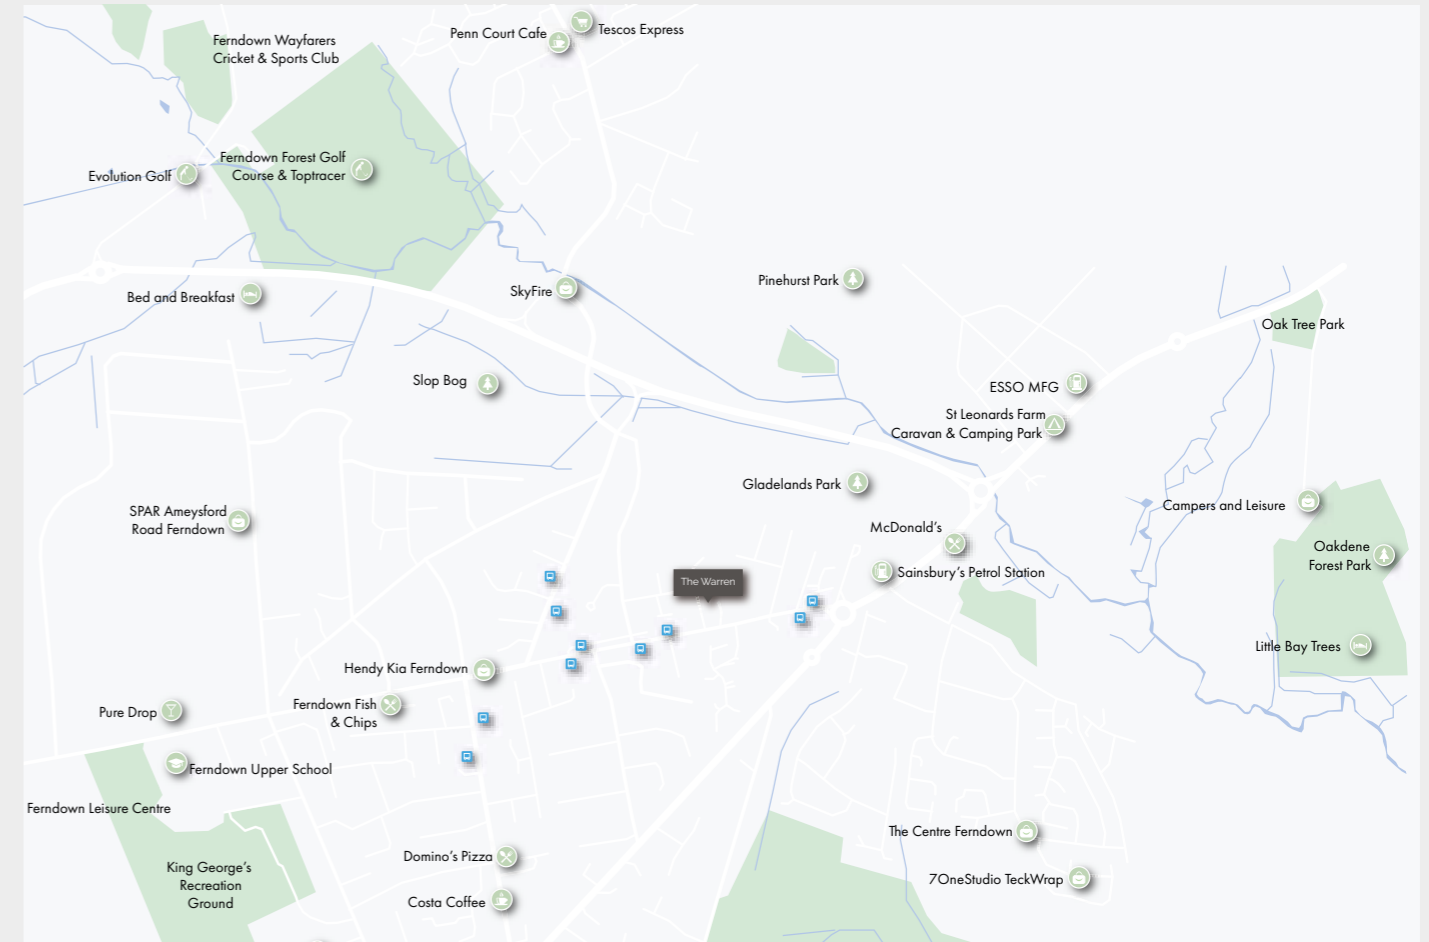 Penn Court Cafe
Tescos Express
Ferndown Wayfarers
Cricket & Sports Club
Ferndown Forest Golf
Course & Toptracer
Evolution Golf
Pinehurst Park
SkyFire
Bed and Breakfast
Oak Tree Park
Slop Bog
ESSO MFG
St Leonards Farm
Caravan & Camping Park
Gladelands Park
Campers and Leisure
SPAR Ameysford
Road Ferndown
McDonald's
Oakdene
Forest Park
Sainsbury's Petrol Station
The Warren
Little Bay Trees
Hendy Kia Ferndown
Ferndown Fish
& Chips
Pure Drop
Ferndown Upper School
Ferndown Leisure Centre
The Centre Ferndown
Domino's Pizza
King George's
Recreation
Ground
7OneStudio TeckWrap
Costa Coffee